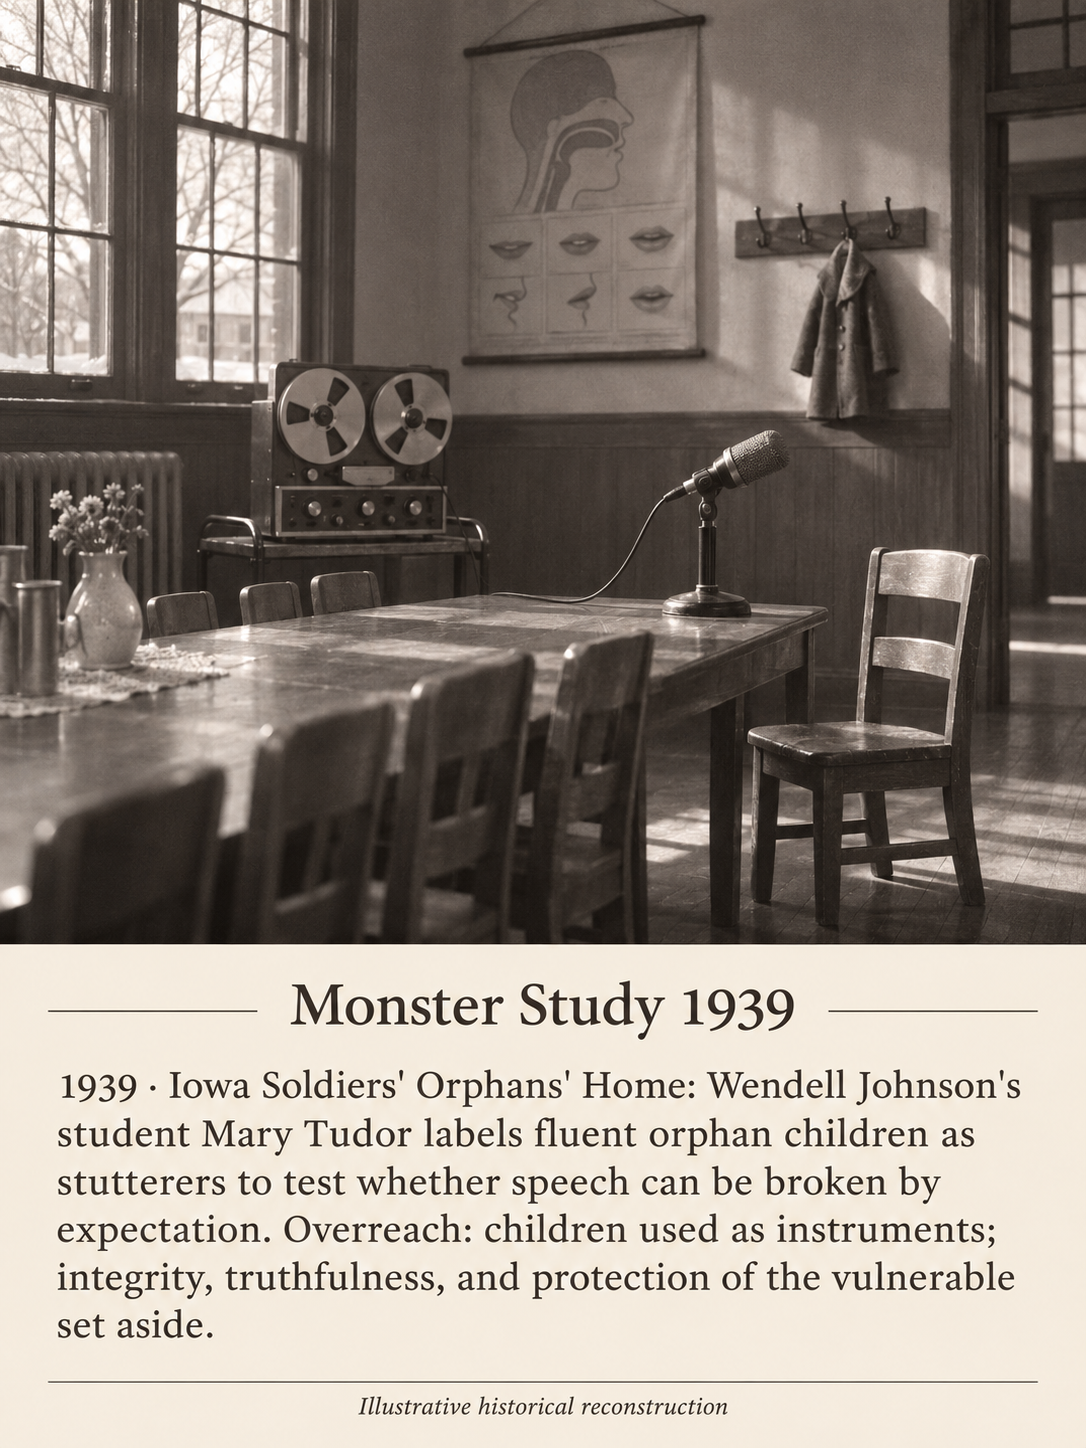 Monster Study 1939
1939 · Iowa Soldiers' Orphans' Home: Wendell Johnson's
student Mary Tudor labels fluent orphan children as
stutterers to test whether speech can be broken by
expectation. Overreach: children used as instruments;
integrity, truthfulness, and protection of the vulnerable
set aside.
Illustrative historical reconstruction